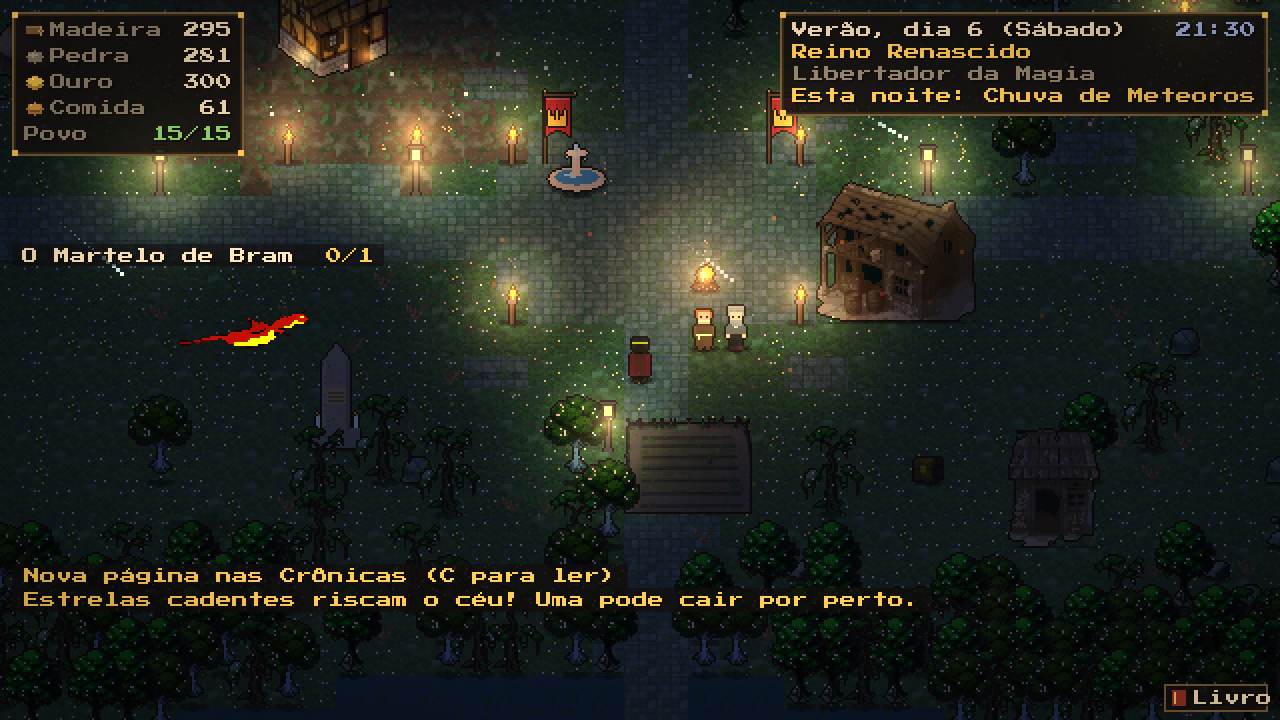 Madeira 295
Pedra 281
Ouro 300
Comida 61
Povo 15/15
Verão, dia 6 (Sábado) 21:30
Reino Renascido
Libertador da Magia
Esta noite: Chuva de Meteoros
O Martelo de Bram 0/1
Nova página nas Crônicas (C para ler)
Estrelas cadentes riscam o céu! Uma pode cair por perto.
Livro